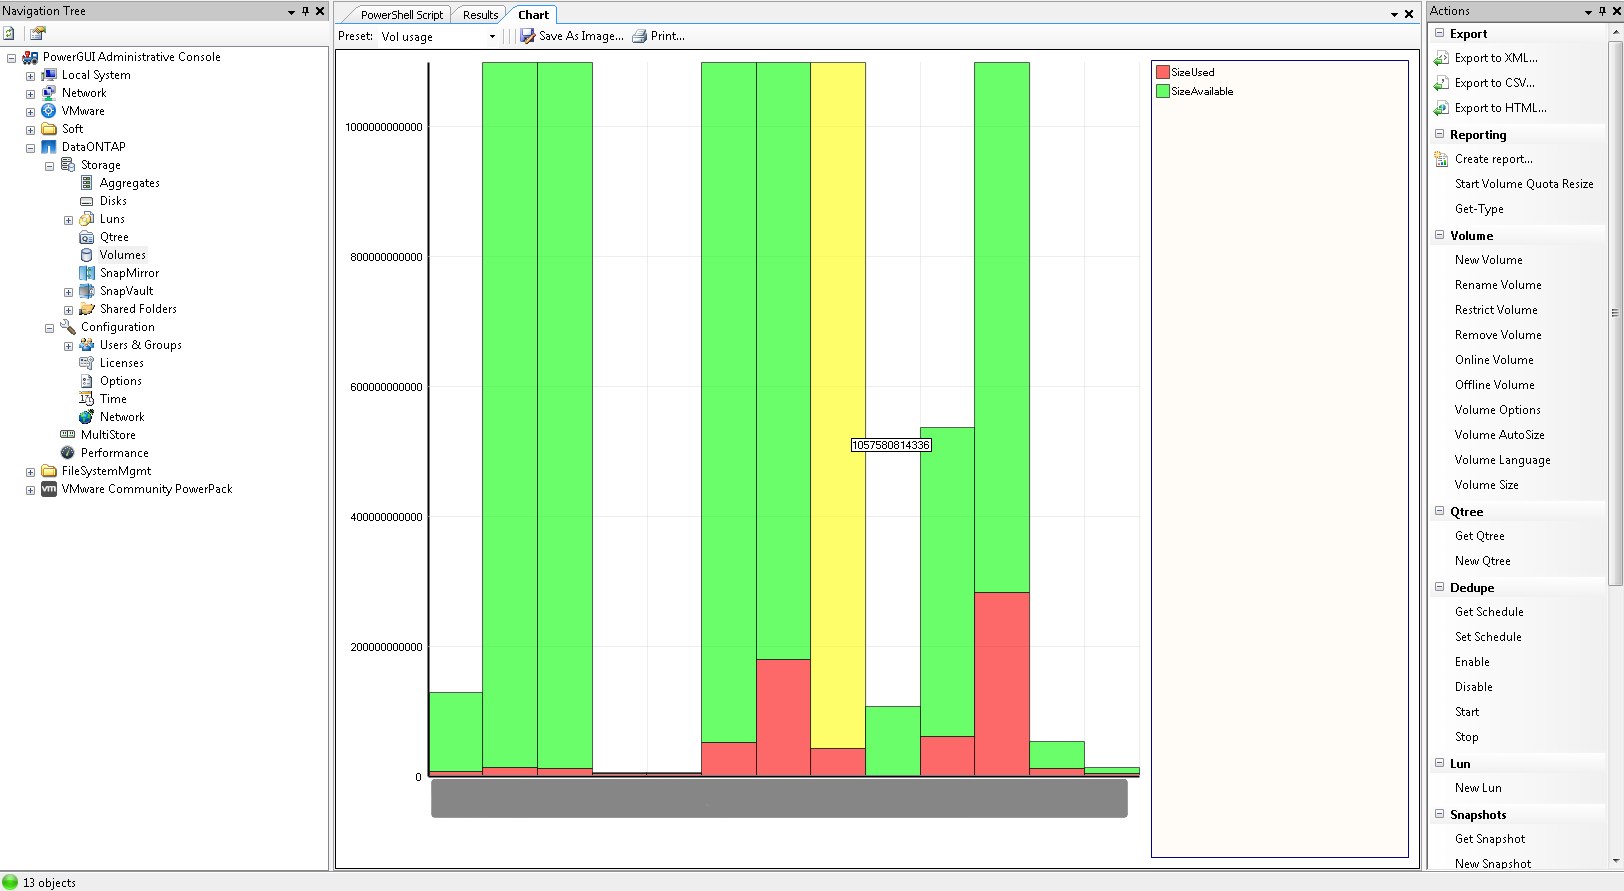 Navigation Tree
PowerGUI Administrative Console
Local System
Network
VMware
Soft
DataONTAP
Storage
Aggregates
Disks
Luns
Qtree
Volumes
SnapMirror
SnapVault
Shared Folders
Configuration
Users & Groups
Licenses
Options
Time
Network
MultiStore
Performance
FileSystemMgmt
vm VMware Community PowerPack
PowerShell Script Results Chart
Preset: Vol usage Save As Image... Print...
1000000000000
800000000000
600000000000
400000000000
200000000000
0
1057580814336
SizeUsed
SizeAvailable
Actions
Export
Export to XML...
Export to CSV...
Export to HTML...
Reporting
Create report...
Start Volume Quota Resize
Get-Type
Volume
New Volume
Rename Volume
Restrict Volume
Remove Volume
Online Volume
Offline Volume
Volume Options
Volume AutoSize
Volume Language
Volume Size
Qtree
Get Qtree
New Qtree
Dedupe
Get Schedule
Set Schedule
Enable
Disable
Start
Stop
Lun
New Lun
Snapshots
Get Snapshot
New Snapshot
13 objects